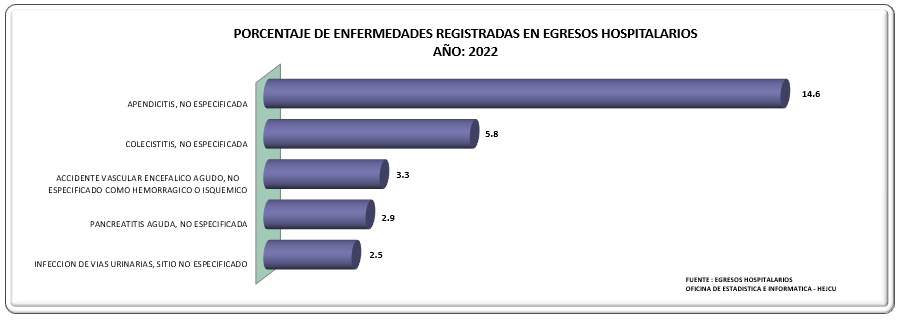 PORCENTAJE DE ENFERMEDADES REGISTRADAS EN EGRESOS HOSPITALARIOS
AÑO: 2022
APENDICITIS, NO ESPECIFICADA
14.6
COLECISTITIS, NO ESPECIFICADA
5.8
ACCIDENTE VASCULAR ENCEFALICO AGUDO, NO
ESPECIFICADO COMO HEMORRAGICO O ISQUEMICO
3.3
PANCREATITIS AGUDA, NO ESPECIFICADA
2.9
INFECCION DE VIAS URINARIAS, SITIO NO ESPECIFICADO
2.5
FUENTE : EGRESOS HOSPITALARIOS
OFICINA DE ESTADISTICA E INFORMATICA - HEJCU